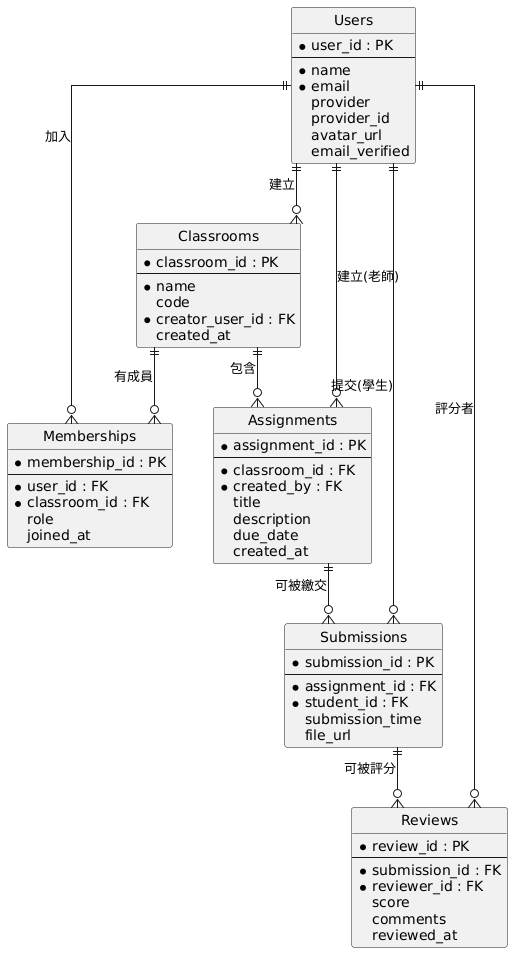 Users
user_id : PK
name
email
provider
provider_id
avatar_url
email_verified
加入
建立
Classrooms
classroom_id : PK
name
code
creator_user_id : FK
created_at
建立(老師)
有成員
包含
提交(學生)
評分者
Memberships
membership_id : PK
user_id : FK
classroom_id : FK
role
joined_at
Assignments
assignment_id : PK
classroom_id : FK
created_by : FK
title
description
due_date
created_at
可被繳交
Submissions
submission_id : PK
assignment_id : FK
student_id : FK
submission_time
file_url
可被評分
Reviews
review_id : PK
submission_id : FK
reviewer_id : FK
score
comments
reviewed_at